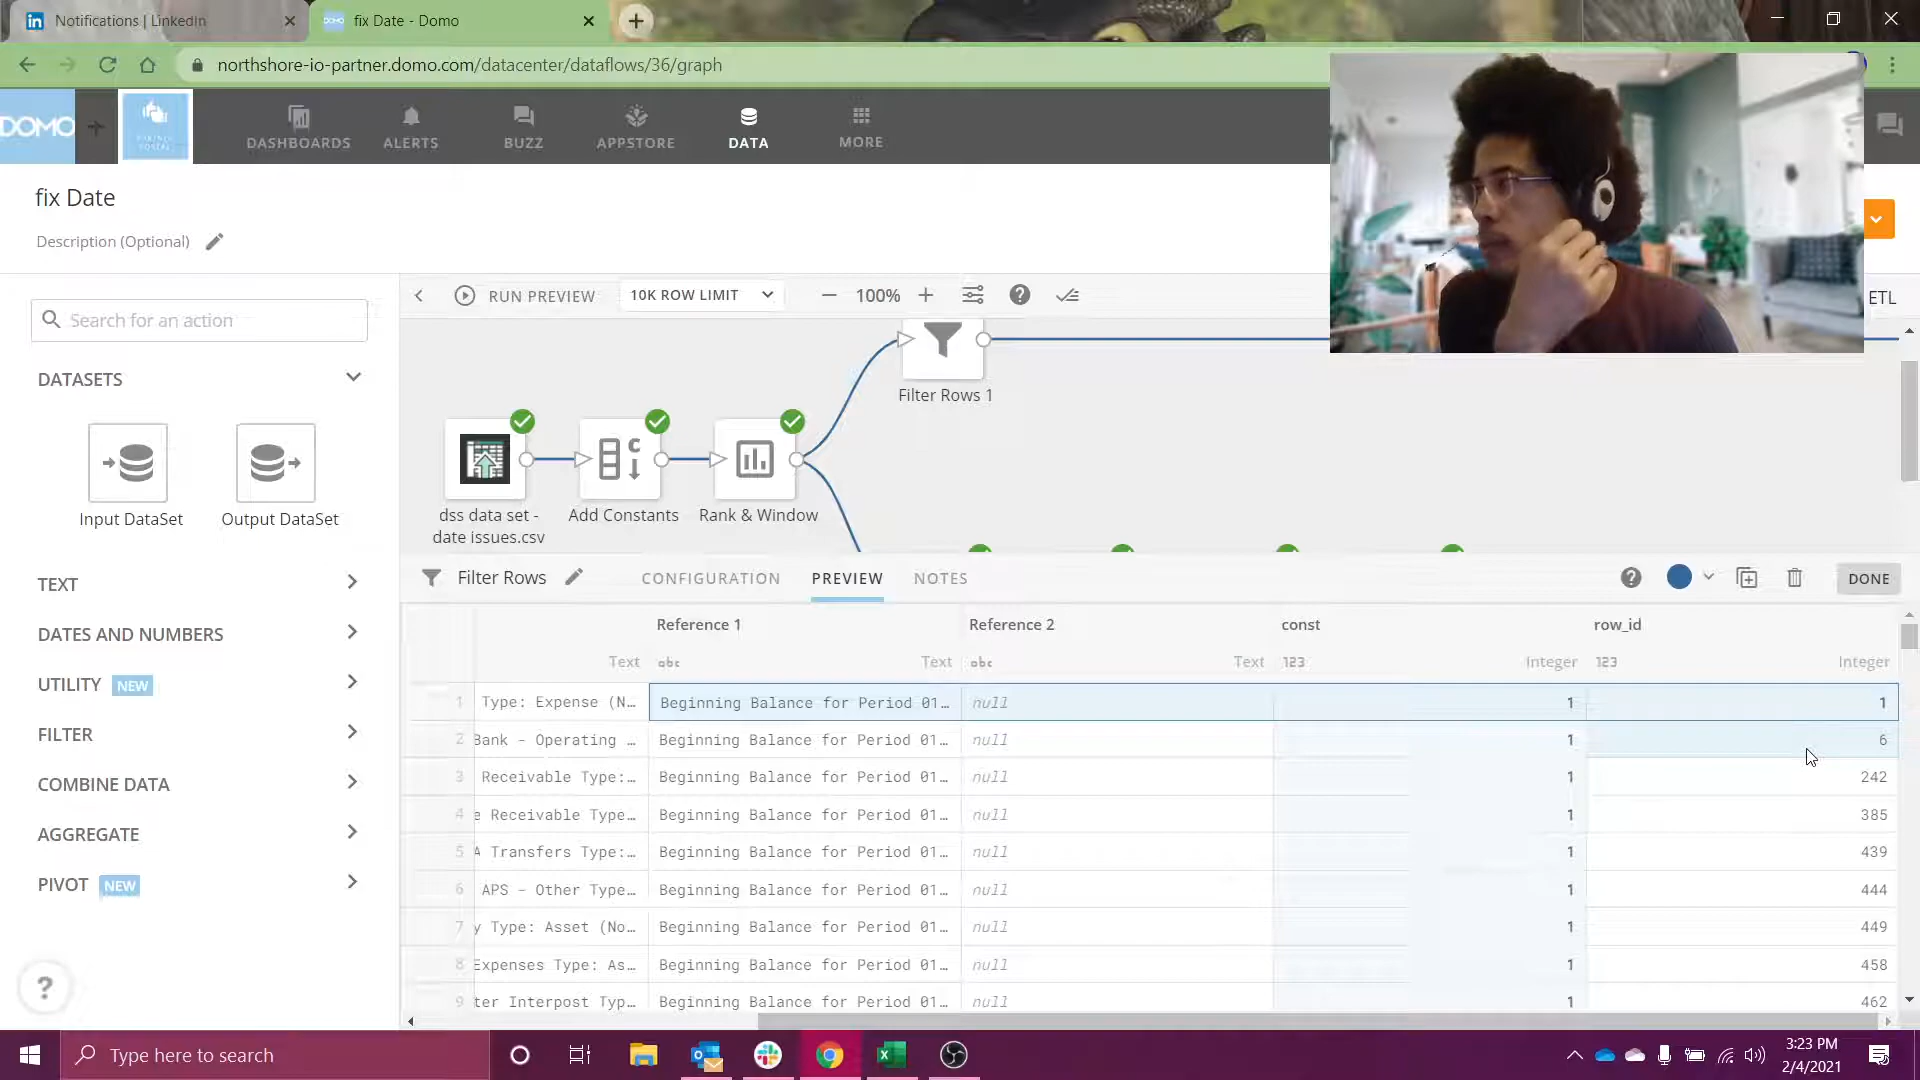 Notifications | LinkedIn
fix Date - Domo
northshore-io-partner.domo.com/datacenter/dataflows/36/graph
DOMO
DASHBOARDS
ALERTS
BUZZ
APPSTORE
DATA
MORE
fix Date
Description (Optional)
Search for an action
RUN PREVIEW
10K ROW LIMIT
100%
ETL
DATASETS
Input DataSet
Output DataSet
TEXT
DATES AND NUMBERS
UTILITY NEW
FILTER
COMBINE DATA
AGGREGATE
PIVOT NEW
Filter Rows 1
dss data set -
date issues.csv
Add Constants
Rank & Window
Filter Rows
CONFIGURATION
PREVIEW
NOTES
DONE
Reference 1 Reference 2 const row_id
Text abc Text abc Text 123 Integer 123 Integer
1 Type: Expense (N… Beginning Balance for Period 01… null 1 1
2 Bank - Operating … Beginning Balance for Period 01… null 1 6
3 Receivable Type:… Beginning Balance for Period 01… null 1 242
4 e Receivable Type… Beginning Balance for Period 01… null 1 385
5 A Transfers Type:… Beginning Balance for Period 01… null 1 439
6 APS - Other Type… Beginning Balance for Period 01… null 1 444
7 y Type: Asset (No… Beginning Balance for Period 01… null 1 449
8 Expenses Type: As… Beginning Balance for Period 01… null 1 458
9 ter Interpost Typ… Beginning Balance for Period 01… null 1 462
Type here to search
3:23 PM
2/4/2021